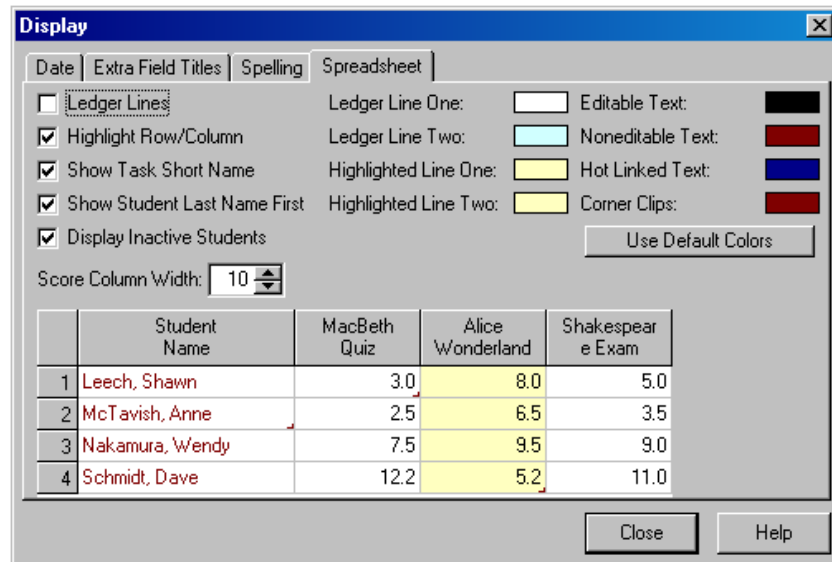 Display
Date Extra Field Titles Spelling Spreadsheet
Ledger Lines Ledger Line One: Editable Text:
Highlight Row/Column Ledger Line Two: Noneditable Text:
Show Task Short Name Highlighted Line One: Hot Linked Text:
Show Student Last Name First Highlighted Line Two: Corner Clips:
Display Inactive Students Use Default Colors
Score Column Width: 10
Student MacBeth Alice Shakespear
Name Quiz Wonderland e Exam
1 Leech, Shawn 3.0 8.0 5.0
2 McTavish, Anne 2.5 6.5 3.5
3 Nakamura, Wendy 7.5 9.5 9.0
4 Schmidt, Dave 12.2 5.2 11.0
Close Help